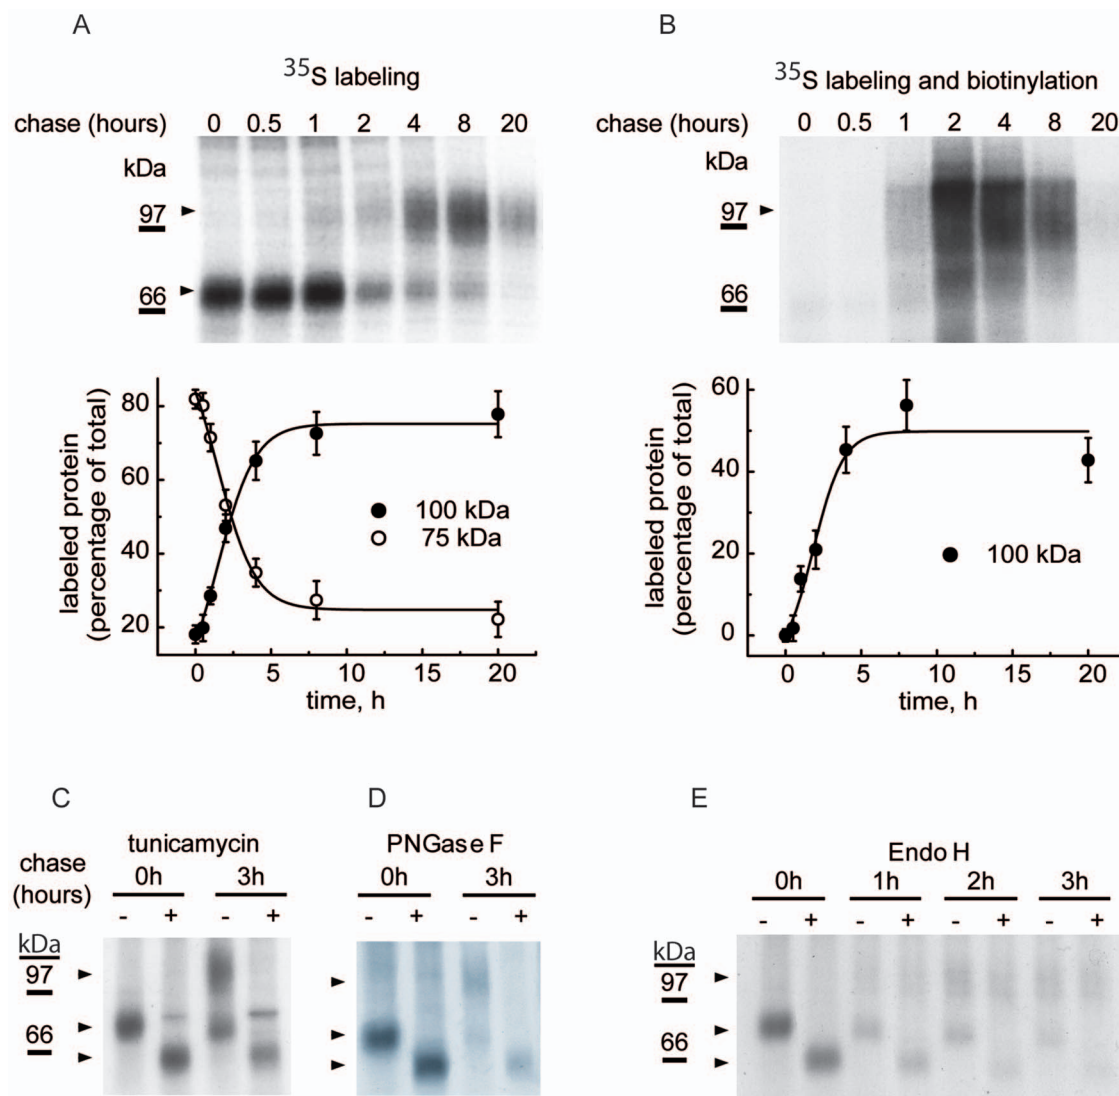 A
35S labeling
chase (hours) 0 0.5 1 2 4 8 20
kDa
97
66
labeled protein
(percentage of total)
80
60
40
20
100 kDa
75 kDa
0 5 10 15 20
time, h
B
35S labeling and biotinylation
chase (hours) 0 0.5 1 2 4 8 20
kDa
97
66
labeled protein
(percentage of total)
60
40
20
0
100 kDa
0 5 10 15 20
time, h
C
tunicamycin
chase
(hours)
0h 3h
- + - +
kDa
97
66
D
PNGase F
0h 3h
- + - +
E
Endo H
0h 1h 2h 3h
- + - + - + - +
kDa
97
66